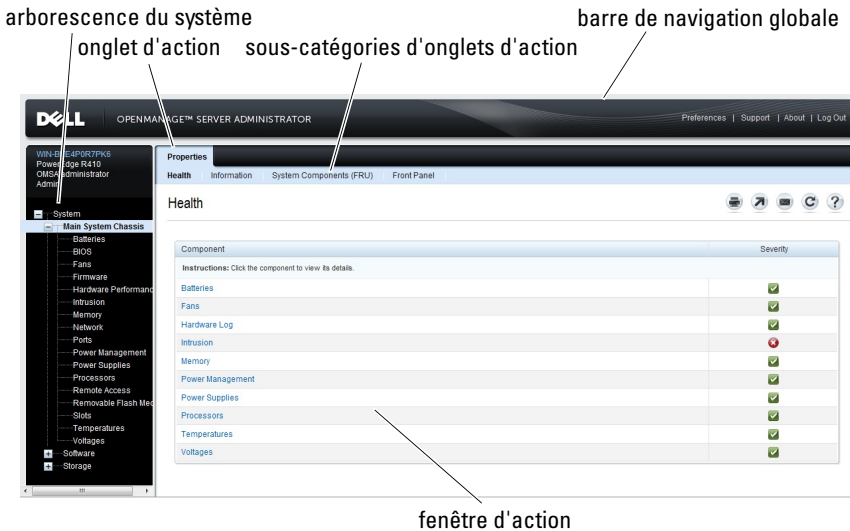 arborescence du système
barre de navigation globale
onglet d'action
sous-catégories d'onglets d'action
DELL
OPENMANAGE™ SERVER ADMINISTRATOR
Preferences | Support | About | Log Out
PowerEdge R410
OMSA administrator
Admin
Properties
Health
Information
System Components (FRU)
Front Panel
Health
System
Main System Chassis
Batteries
BIOS
Fans
Firmware
Hardware Performanc
Intrusion
Memory
Network
Ports
Power Management
Power Supplies
Processors
Remote Access
Removable Flash Med
Slots
Temperatures
Voltages
Software
Storage
Component
Severity
Instructions: Click the component to view its details.
Batteries
Fans
Hardware Log
Intrusion
Memory
Power Management
Power Supplies
Processors
Temperatures
Voltages
fenêtre d'action